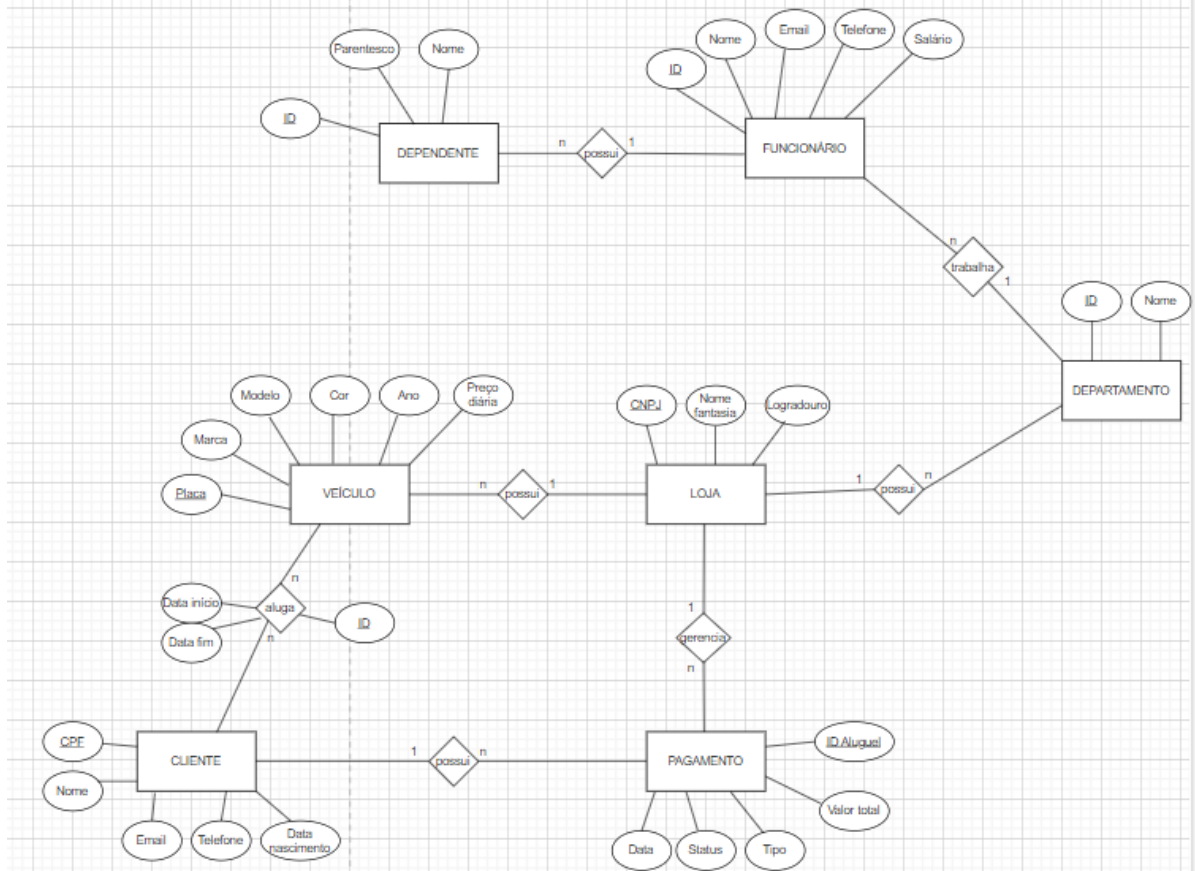 Email
Telefone
Nome
Salário
Parentesco
Nome
ID
ID
DEPENDENTE
n
possui
1
FUNCIONÁRIO
n
trabalha
1
ID
Nome
DEPARTAMENTO
Modelo
Cor
Ano
Preço
diária
Marca
Placa
VEÍCULO
n
possui
1
CNPJ
Nome
fantasia
Logradouro
LOJA
1
possui
n
n
Data início
aluga
ID
Data fim
n
1
gerencia
n
CPF
Nome
CLIENTE
1
possui
n
PAGAMENTO
ID Aluguel
Valor total
Email
Telefone
Data
nascimento
Data
Status
Tipo